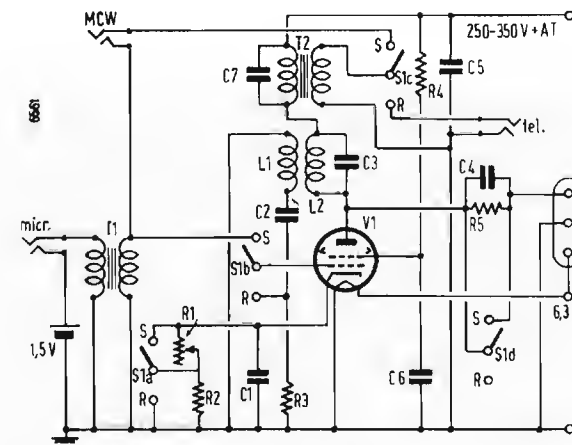 MCW
T2
S
S1c
R
R4
C5
250-350 V + AT
C7
tel.
6561
L1
C3
C4
C2
L2
R5
micr.
T1
V1
S
S1b
R
S
R1
6,3
S
1,5 V
S1a
S1d
R
R2
C1
R3
C6
R